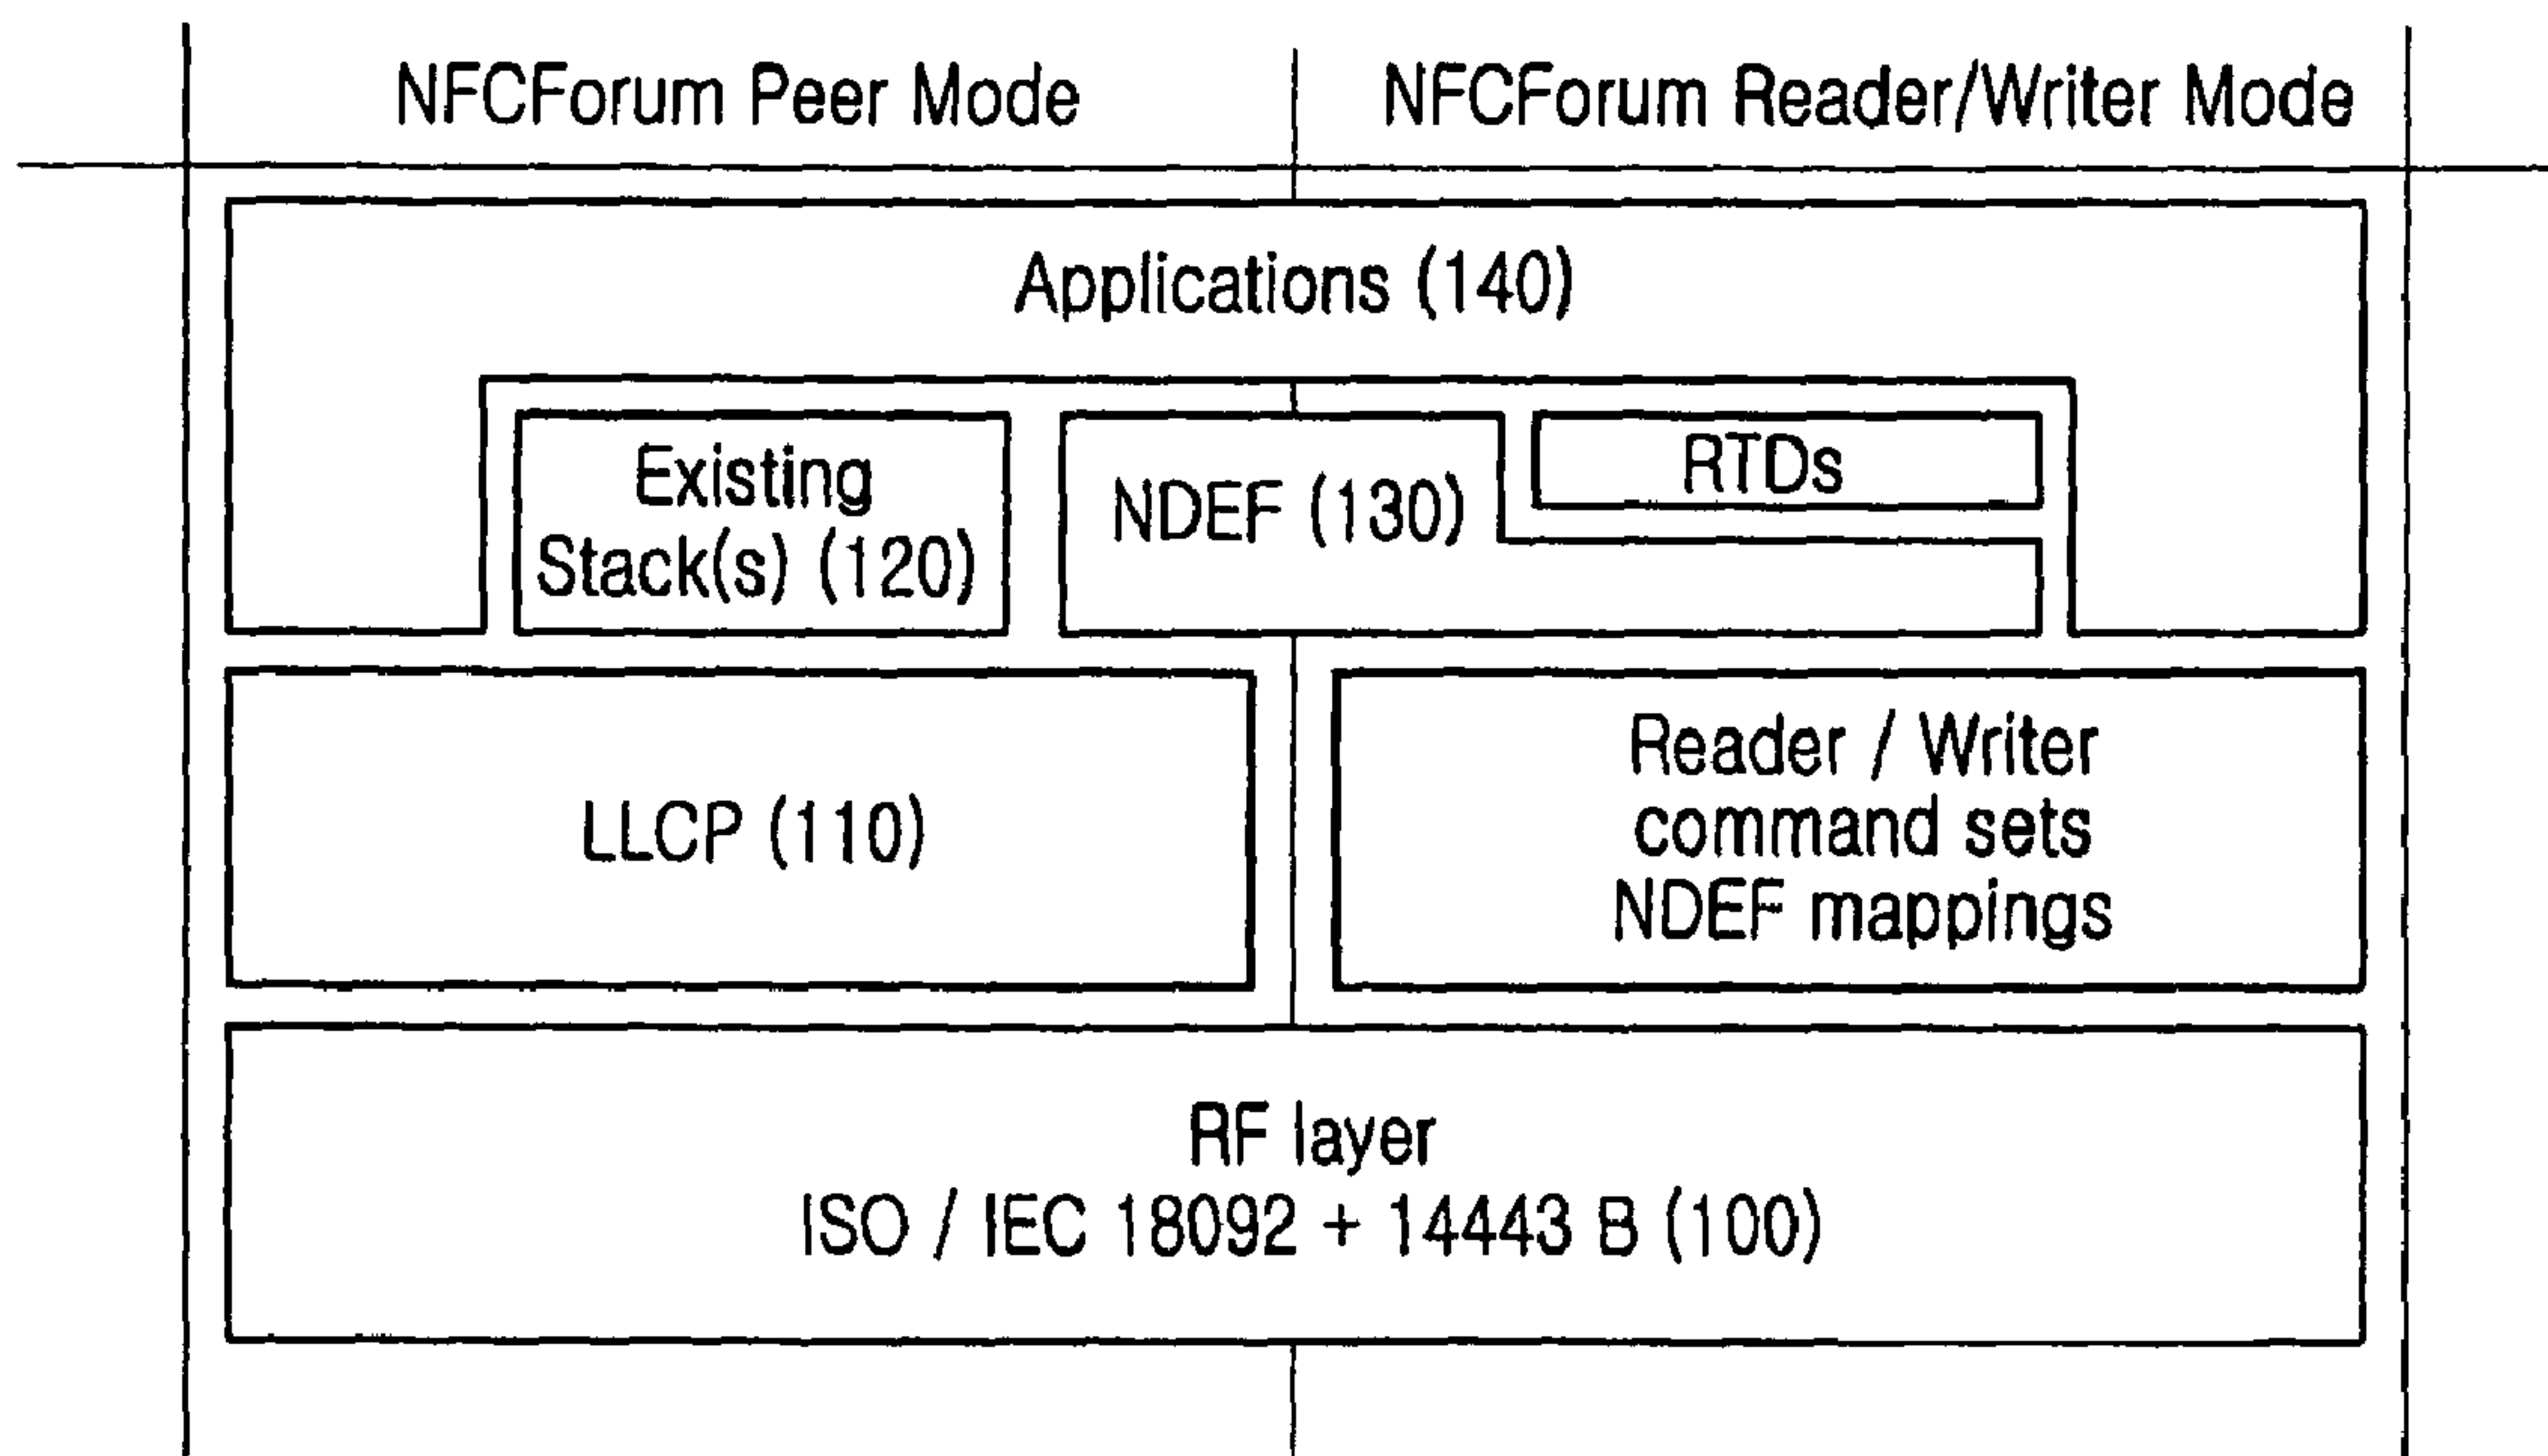 NFCForum Peer Mode
NFCForum Reader/Writer Mode
Applications (140)
Existing
Stack(s) (120)
NDEF (130)
RTDs
LLCP (110)
Reader / Writer
command sets
NDEF mappings
RF layer
ISO / IEC 18092 + 14443 B (100)